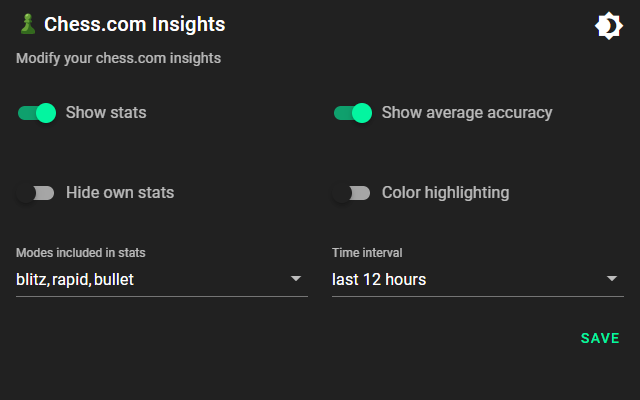 Chess.com Insights
Modify your chess.com insights
Show stats
Show average accuracy
Hide own stats
Color highlighting
Modes included in stats
Time interval
blitz, rapid, bullet
last 12 hours
SAVE